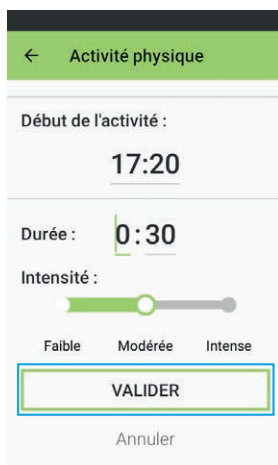 ← Activité physique
Début de l'activité :
17:20
Durée : 0:30
Intensité :
Faible Modérée Intense
VALIDER
Annuler